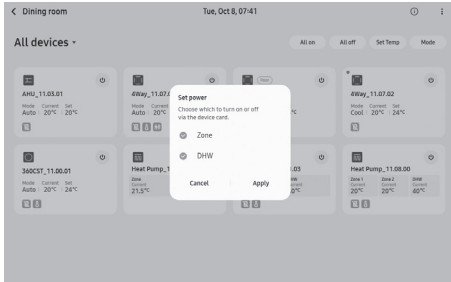 Dining room
Tue, Oct 8, 07:41
All devices
All on
All off
Set Temp
Mode
AHU_11.03.01
Mode Current Set
Auto 20°C 20°C
4Way_11.07.0
Mode Current
Auto 20°C
°C
4Way_11.07.02
Mode Current Set
Cool 20°C 24°C
Set power
Choose which to turn on or off
via the device card.
Zone
DHW
Cancel
Apply
360CST_11.00.01
Mode Current Set
Auto 20°C 24°C
Heat Pump_1
Zone
Current
21.5°C
.03
HW
rrent
0°C
Heat Pump_11.08.00
Zone 1 Zone 2 DHW
Current Current Current
20°C 20°C 40°C